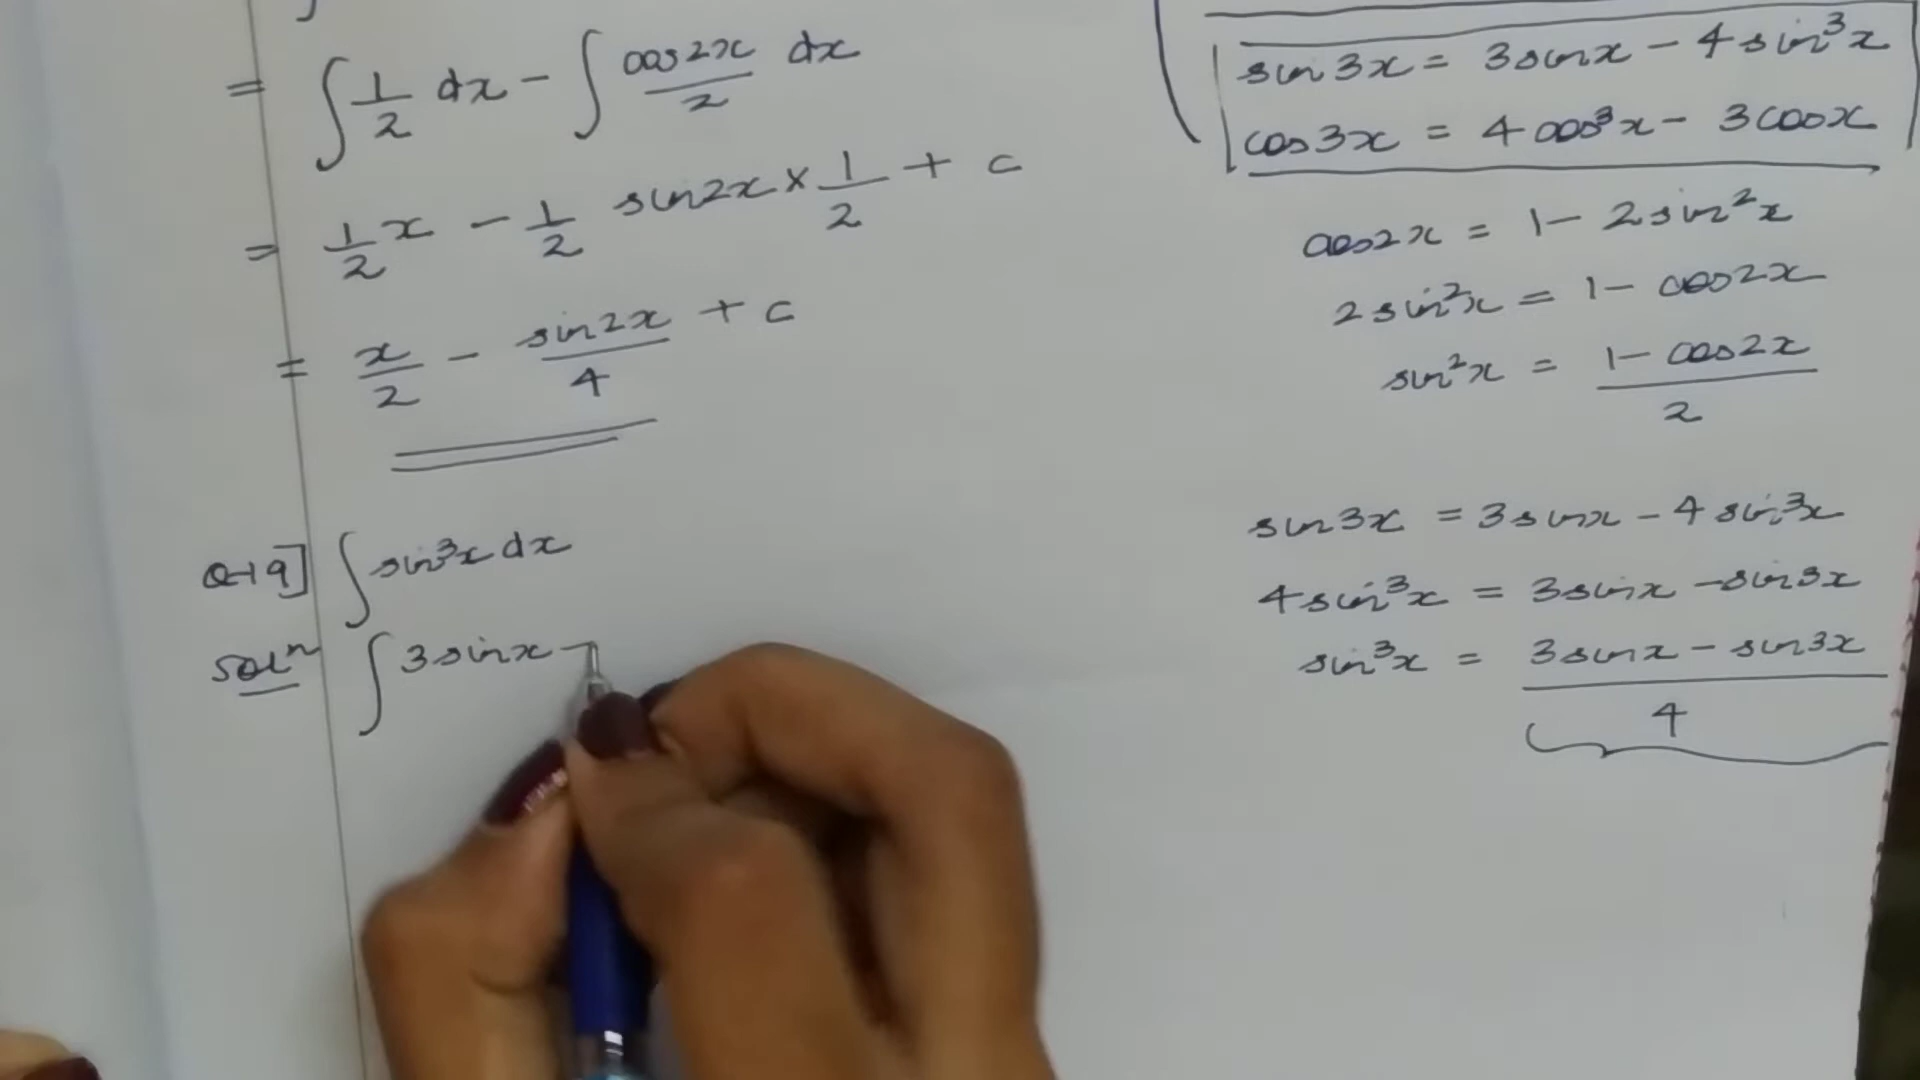 = ∫ 1/2 dx - ∫ cos2x/2 dx
= 1/2 x - 1/2 sin2x × 1/2 + c
= x/2 - sin2x/4 + c
Q-19] ∫ sin³x dx
Solⁿ ∫ 3sinx -
sin3x = 3sinx - 4sin³x
cos3x = 4cos³x - 3cosx
cos2x = 1 - 2sin²x
2sin²x = 1 - cos2x
sin²x = 1 - cos2x/2
sin3x = 3sinx - 4sin³x
4sin³x = 3sinx - sin3x
sin³x = 3sinx - sin3x/4